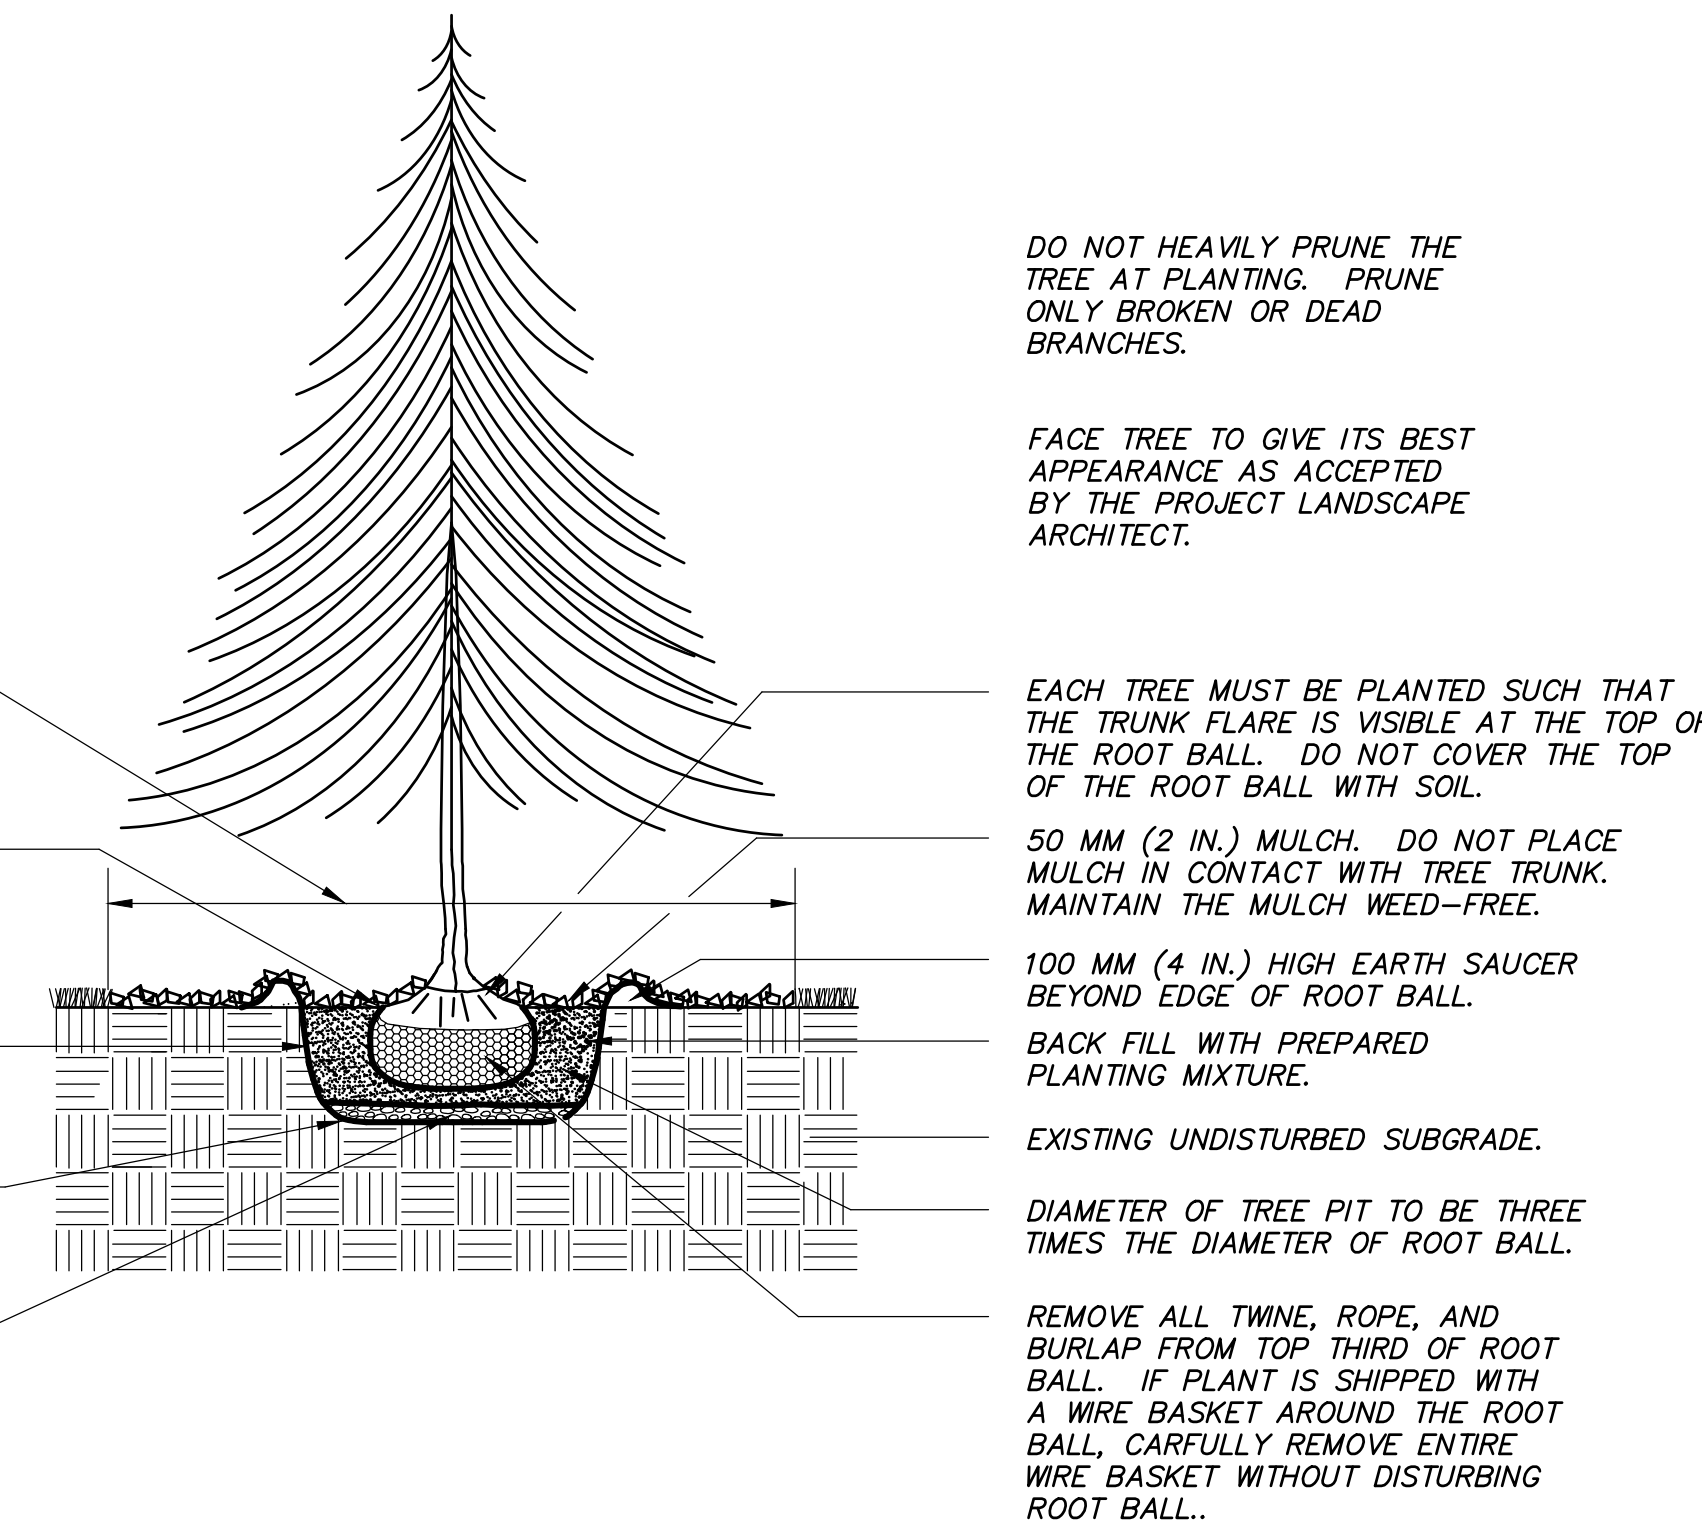 DO NOT HEAVILY PRUNE THE
TREE AT PLANTING. PRUNE
ONLY BROKEN OR DEAD
BRANCHES.
FACE TREE TO GIVE ITS BEST
APPEARANCE AS ACCEPTED
BY THE PROJECT LANDSCAPE
ARCHITECT.
EACH TREE MUST BE PLANTED SUCH THAT
THE TRUNK FLARE IS VISIBLE AT THE TOP OF
THE ROOT BALL. DO NOT COVER THE TOP
OF THE ROOT BALL WITH SOIL.
50 MM (2 IN.) MULCH. DO NOT PLACE
MULCH IN CONTACT WITH TREE TRUNK.
MAINTAIN THE MULCH WEED-FREE.
100 MM (4 IN.) HIGH EARTH SAUCER
BEYOND EDGE OF ROOT BALL.
BACK FILL WITH PREPARED
PLANTING MIXTURE.
EXISTING UNDISTURBED SUBGRADE.
DIAMETER OF TREE PIT TO BE THREE
TIMES THE DIAMETER OF ROOT BALL.
REMOVE ALL TWINE, ROPE, AND
BURLAP FROM TOP THIRD OF ROOT
BALL. IF PLANT IS SHIPPED WITH
A WIRE BASKET AROUND THE ROOT
BALL, CARFULLY REMOVE ENTIRE
WIRE BASKET WITHOUT DISTURBING
ROOT BALL..